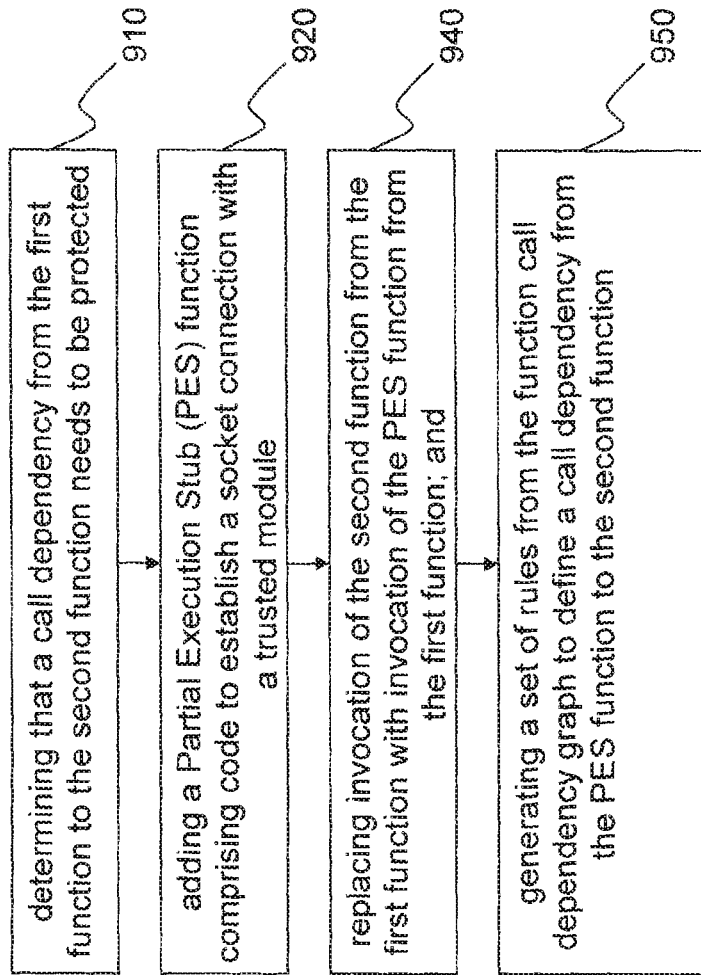 determining that a call dependency from the first
function to the second function needs to be protected
910
adding a Partial Execution Stub (PES) function
comprising code to establish a socket connection with
a trusted module
920
replacing invocation of the second function from the
first function with invocation of the PES function from
the first function; and
940
generating a set of rules from the function call
dependency graph to define a call dependency from
the PES function to the second function
950